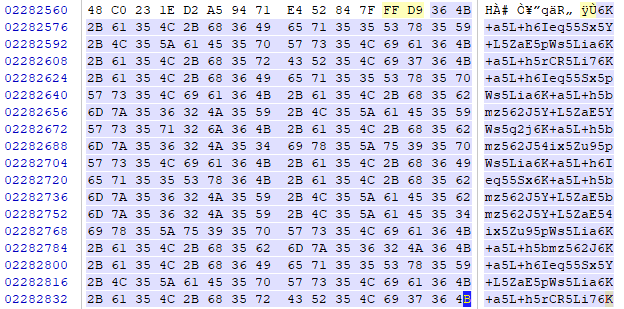 02282560 48 C0 23 1E D2 A5 94 71 E4 52 84 7F FF D9 36 4B HÀ# Ò¥”qäR„ ÿÙ6K
02282576 2B 61 35 4C 2B 68 36 49 65 71 35 35 53 78 35 59 +a5L+h6Ieq55Sx5Y
02282592 2B 4C 35 5A 61 45 35 70 57 73 35 4C 69 61 36 4B +L5ZaE5pWs5Lia6K
02282608 2B 61 35 4C 2B 68 35 72 43 52 35 4C 69 37 36 4B +a5L+h5rCR5Li76K
02282624 2B 61 35 4C 2B 68 36 49 65 71 35 35 53 78 35 70 +a5L+h6Ieq55Sx5p
02282640 57 73 35 4C 69 61 36 4B 2B 61 35 4C 2B 68 35 62 Ws5Lia6K+a5L+h5b
02282656 6D 7A 35 36 32 4A 35 59 2B 4C 35 5A 61 45 35 59 mz562J5Y+L5ZaE5Y
02282672 57 73 35 71 32 6A 36 4B 2B 61 35 4C 2B 68 35 62 Ws5q2j6K+a5L+h5b
02282688 6D 7A 35 36 32 4A 35 34 69 78 35 5A 75 39 35 70 mz562J54ix5Zu95p
02282704 57 73 35 4C 69 61 36 4B 2B 61 35 4C 2B 68 36 49 Ws5Lia6K+a5L+h6I
02282720 65 71 35 35 53 78 36 4B 2B 61 35 4C 2B 68 35 62 eq55Sx6K+a5L+h5b
02282736 6D 7A 35 36 32 4A 35 59 2B 4C 35 5A 61 45 35 62 mz562J5Y+L5ZaE5b
02282752 6D 7A 35 36 32 4A 35 59 2B 4C 35 5A 61 45 35 34 mz562J5Y+L5ZaE54
02282768 69 78 35 5A 75 39 35 70 57 73 35 4C 69 61 36 4B ix5Zu95pWs5Lia6K
02282784 2B 61 35 4C 2B 68 35 62 6D 7A 35 36 32 4A 36 4B +a5L+h5bmz562J6K
02282800 2B 61 35 4C 2B 68 36 49 65 71 35 35 53 78 35 59 +a5L+h6Ieq55Sx5Y
02282816 2B 4C 35 5A 61 45 35 70 57 73 35 4C 69 61 36 4B +L5ZaE5pWs5Lia6K
02282832 2B 61 35 4C 2B 68 35 72 43 52 35 4C 69 37 36 4B +a5L+h5rCR5Li76K